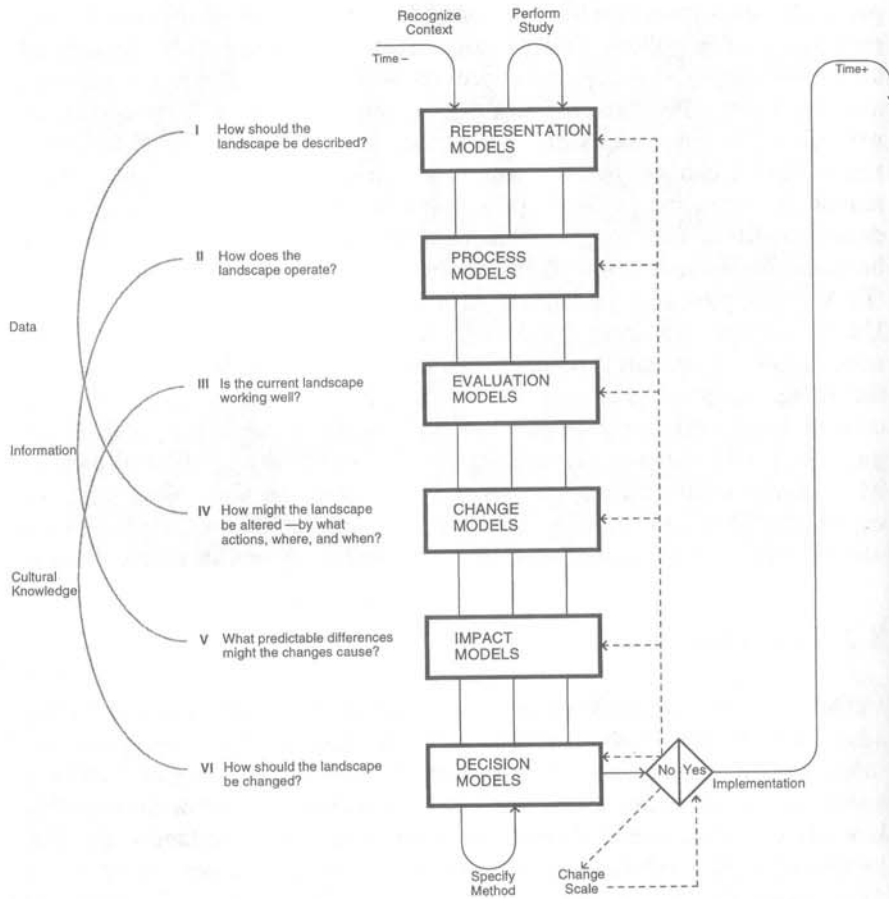 Recognize
Context
Perform
Study
Time –
Time+
REPRESENTATION
MODELS
I How should the
landscape be described?
PROCESS
MODELS
II How does the
landscape operate?
Data
EVALUATION
MODELS
III Is the current landscape
working well?
Information
CHANGE
MODELS
IV How might the landscape
be altered —by what
actions, where, and when?
Cultural
Knowledge
IMPACT
MODELS
V What predictable differences
might the changes cause?
DECISION
MODELS
VI How should the landscape
be changed?
No Yes
Implementation
Specify
Method
Change
Scale